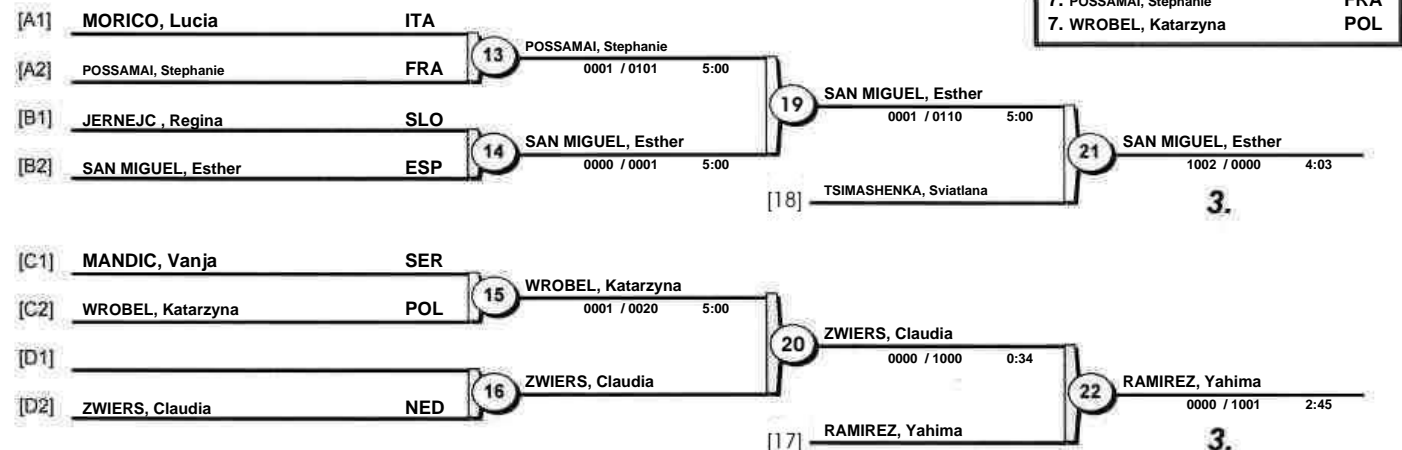 7. POSSAMAI, Stephanie FRA
7. WROBEL, Katarzyna POL
[A1] MORICO, Lucia ITA
13 POSSAMAI, Stephanie
0001 / 0101 5:00
[A2] POSSAMAI, Stephanie FRA
19 SAN MIGUEL, Esther
0001 / 0110 5:00
[B1] JERNEJC , Regina SLO
14 SAN MIGUEL, Esther
0000 / 0001 5:00
21 SAN MIGUEL, Esther
1002 / 0000 4:03
[B2] SAN MIGUEL, Esther ESP
[18] TSIMASHENKA, Sviatlana
3.
[C1] MANDIC, Vanja SER
15 WROBEL, Katarzyna
0001 / 0020 5:00
[C2] WROBEL, Katarzyna POL
20 ZWIERS, Claudia
0000 / 1000 0:34
[D1]
16 ZWIERS, Claudia
22 RAMIREZ, Yahima
0000 / 1001 2:45
[D2] ZWIERS, Claudia NED
[17] RAMIREZ, Yahima
3.